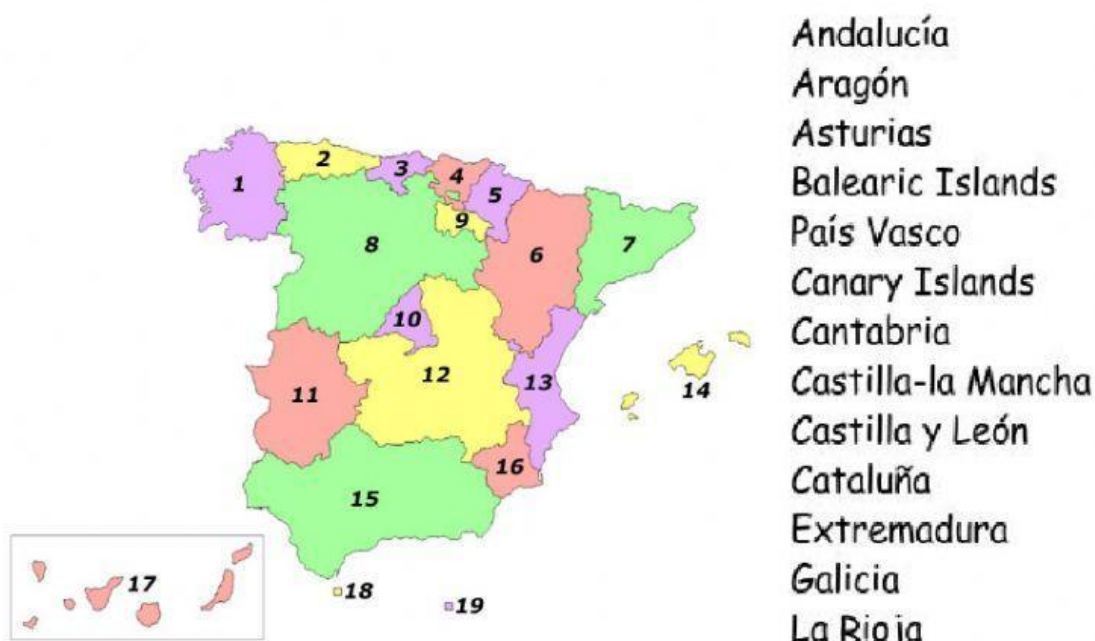 Andalucía
Aragón
Asturias
Balearic Islands
País Vasco
Canary Islands
Cantabria
Castilla-la Mancha
Castilla y León
Cataluña
Extremadura
Galicia
La Rioja
1
2
3
4
5
9
8
6
7
10
12
13
14
11
16
15
17
18
19